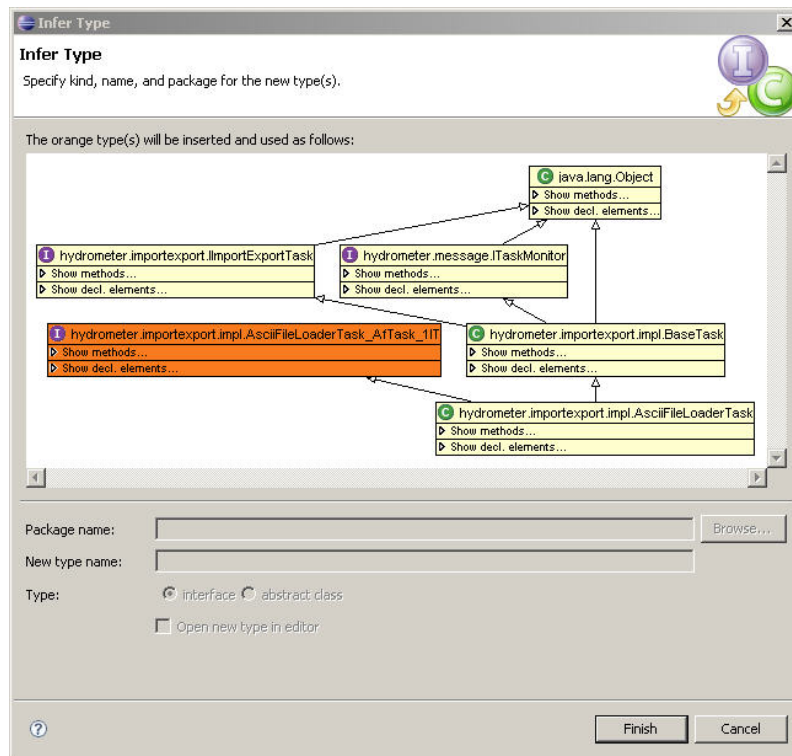 Infer Type
Infer Type
Specify kind, name, and package for the new type(s).
I
C
The orange type(s) will be inserted and used as follows:
C java.lang.Object
Show methods...
Show decl. elements...
I hydrometer.importexport.IImportExportTask
Show methods...
Show decl. elements...
I hydrometer.message.ITaskMonitor
Show methods...
Show decl. elements...
I hydrometer.importexport.impl.AsciiFileLoaderTask_AfTask_1IT
Show methods...
Show decl. elements...
C hydrometer.importexport.impl.BaseTask
Show methods...
Show decl. elements...
C hydrometer.importexport.impl.AsciiFileLoaderTask
Show methods...
Show decl. elements...
Package name:
Browse...
New type name:
Type:
interface
abstract class
Open new type in editor
?
Finish
Cancel